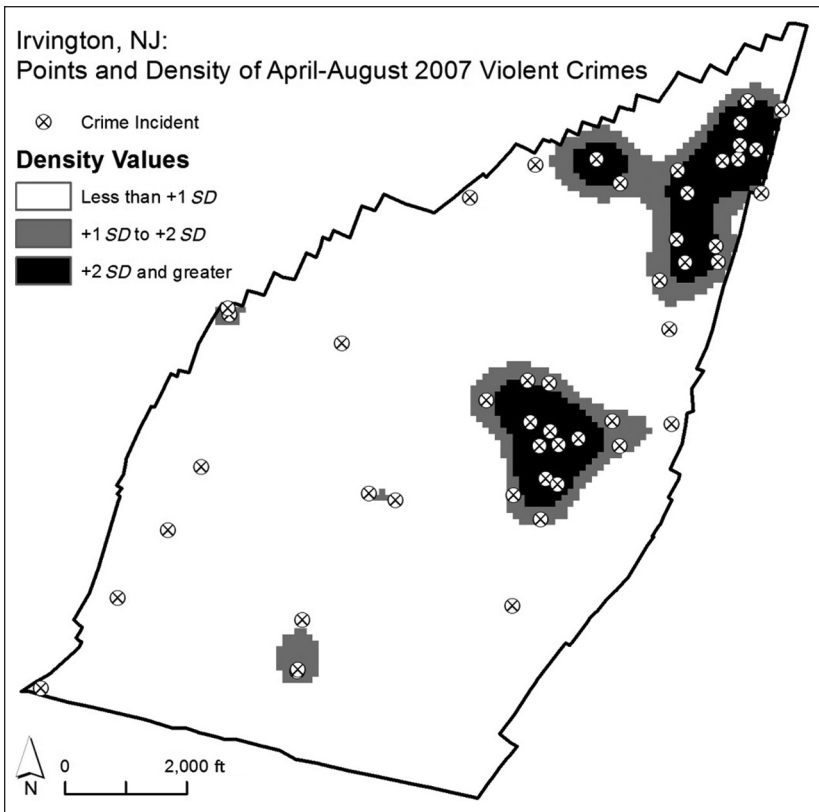 Irvington, NJ:
Points and Density of April-August 2007 Violent Crimes
Crime Incident
Density Values
Less than +1 SD
+1 SD to +2 SD
+2 SD and greater
N
0
2,000 ft